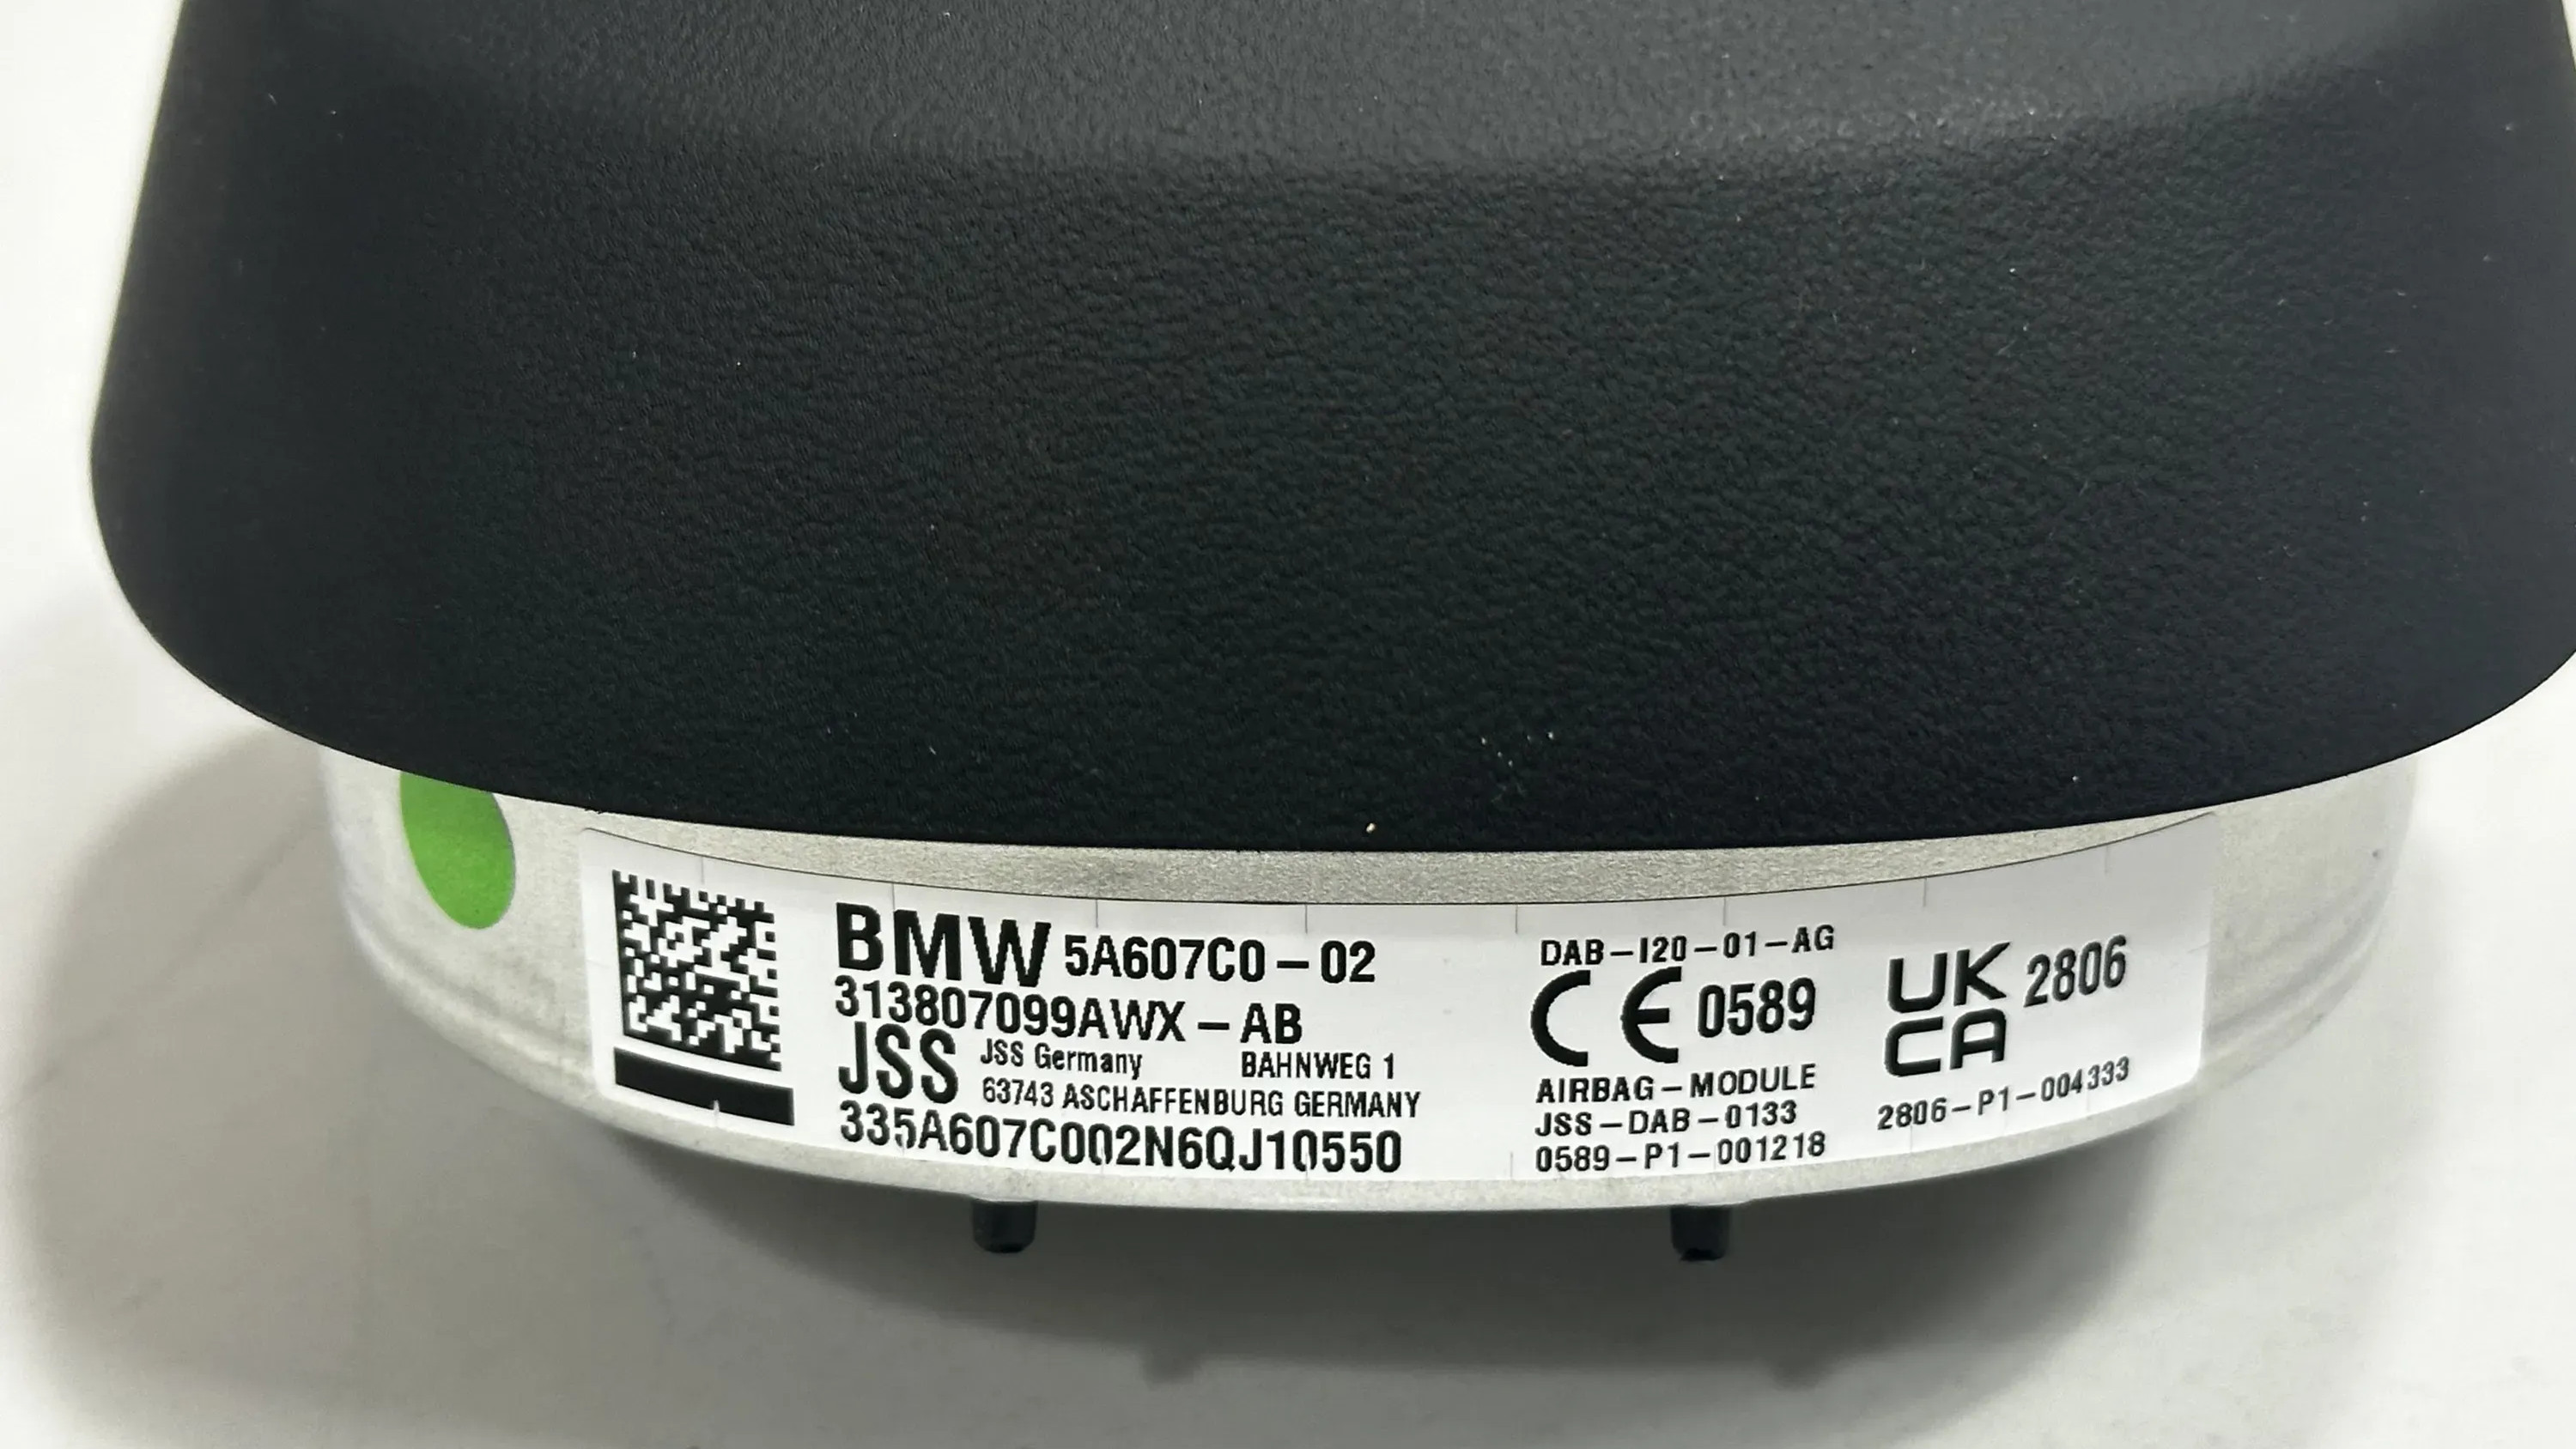 BMW 5A607C0-02
313807099AWX-AB
JSS JSS Germany BAHNWEG 1
63743 ASCHAFFENBURG GERMANY
335A607C002N6QJ10550
DAB-I20-01-AG
CE 0589
AIRBAG-MODULE
JSS-DAB-0133
0589-P1-001218
UK CA 2806
2806-P1-004333